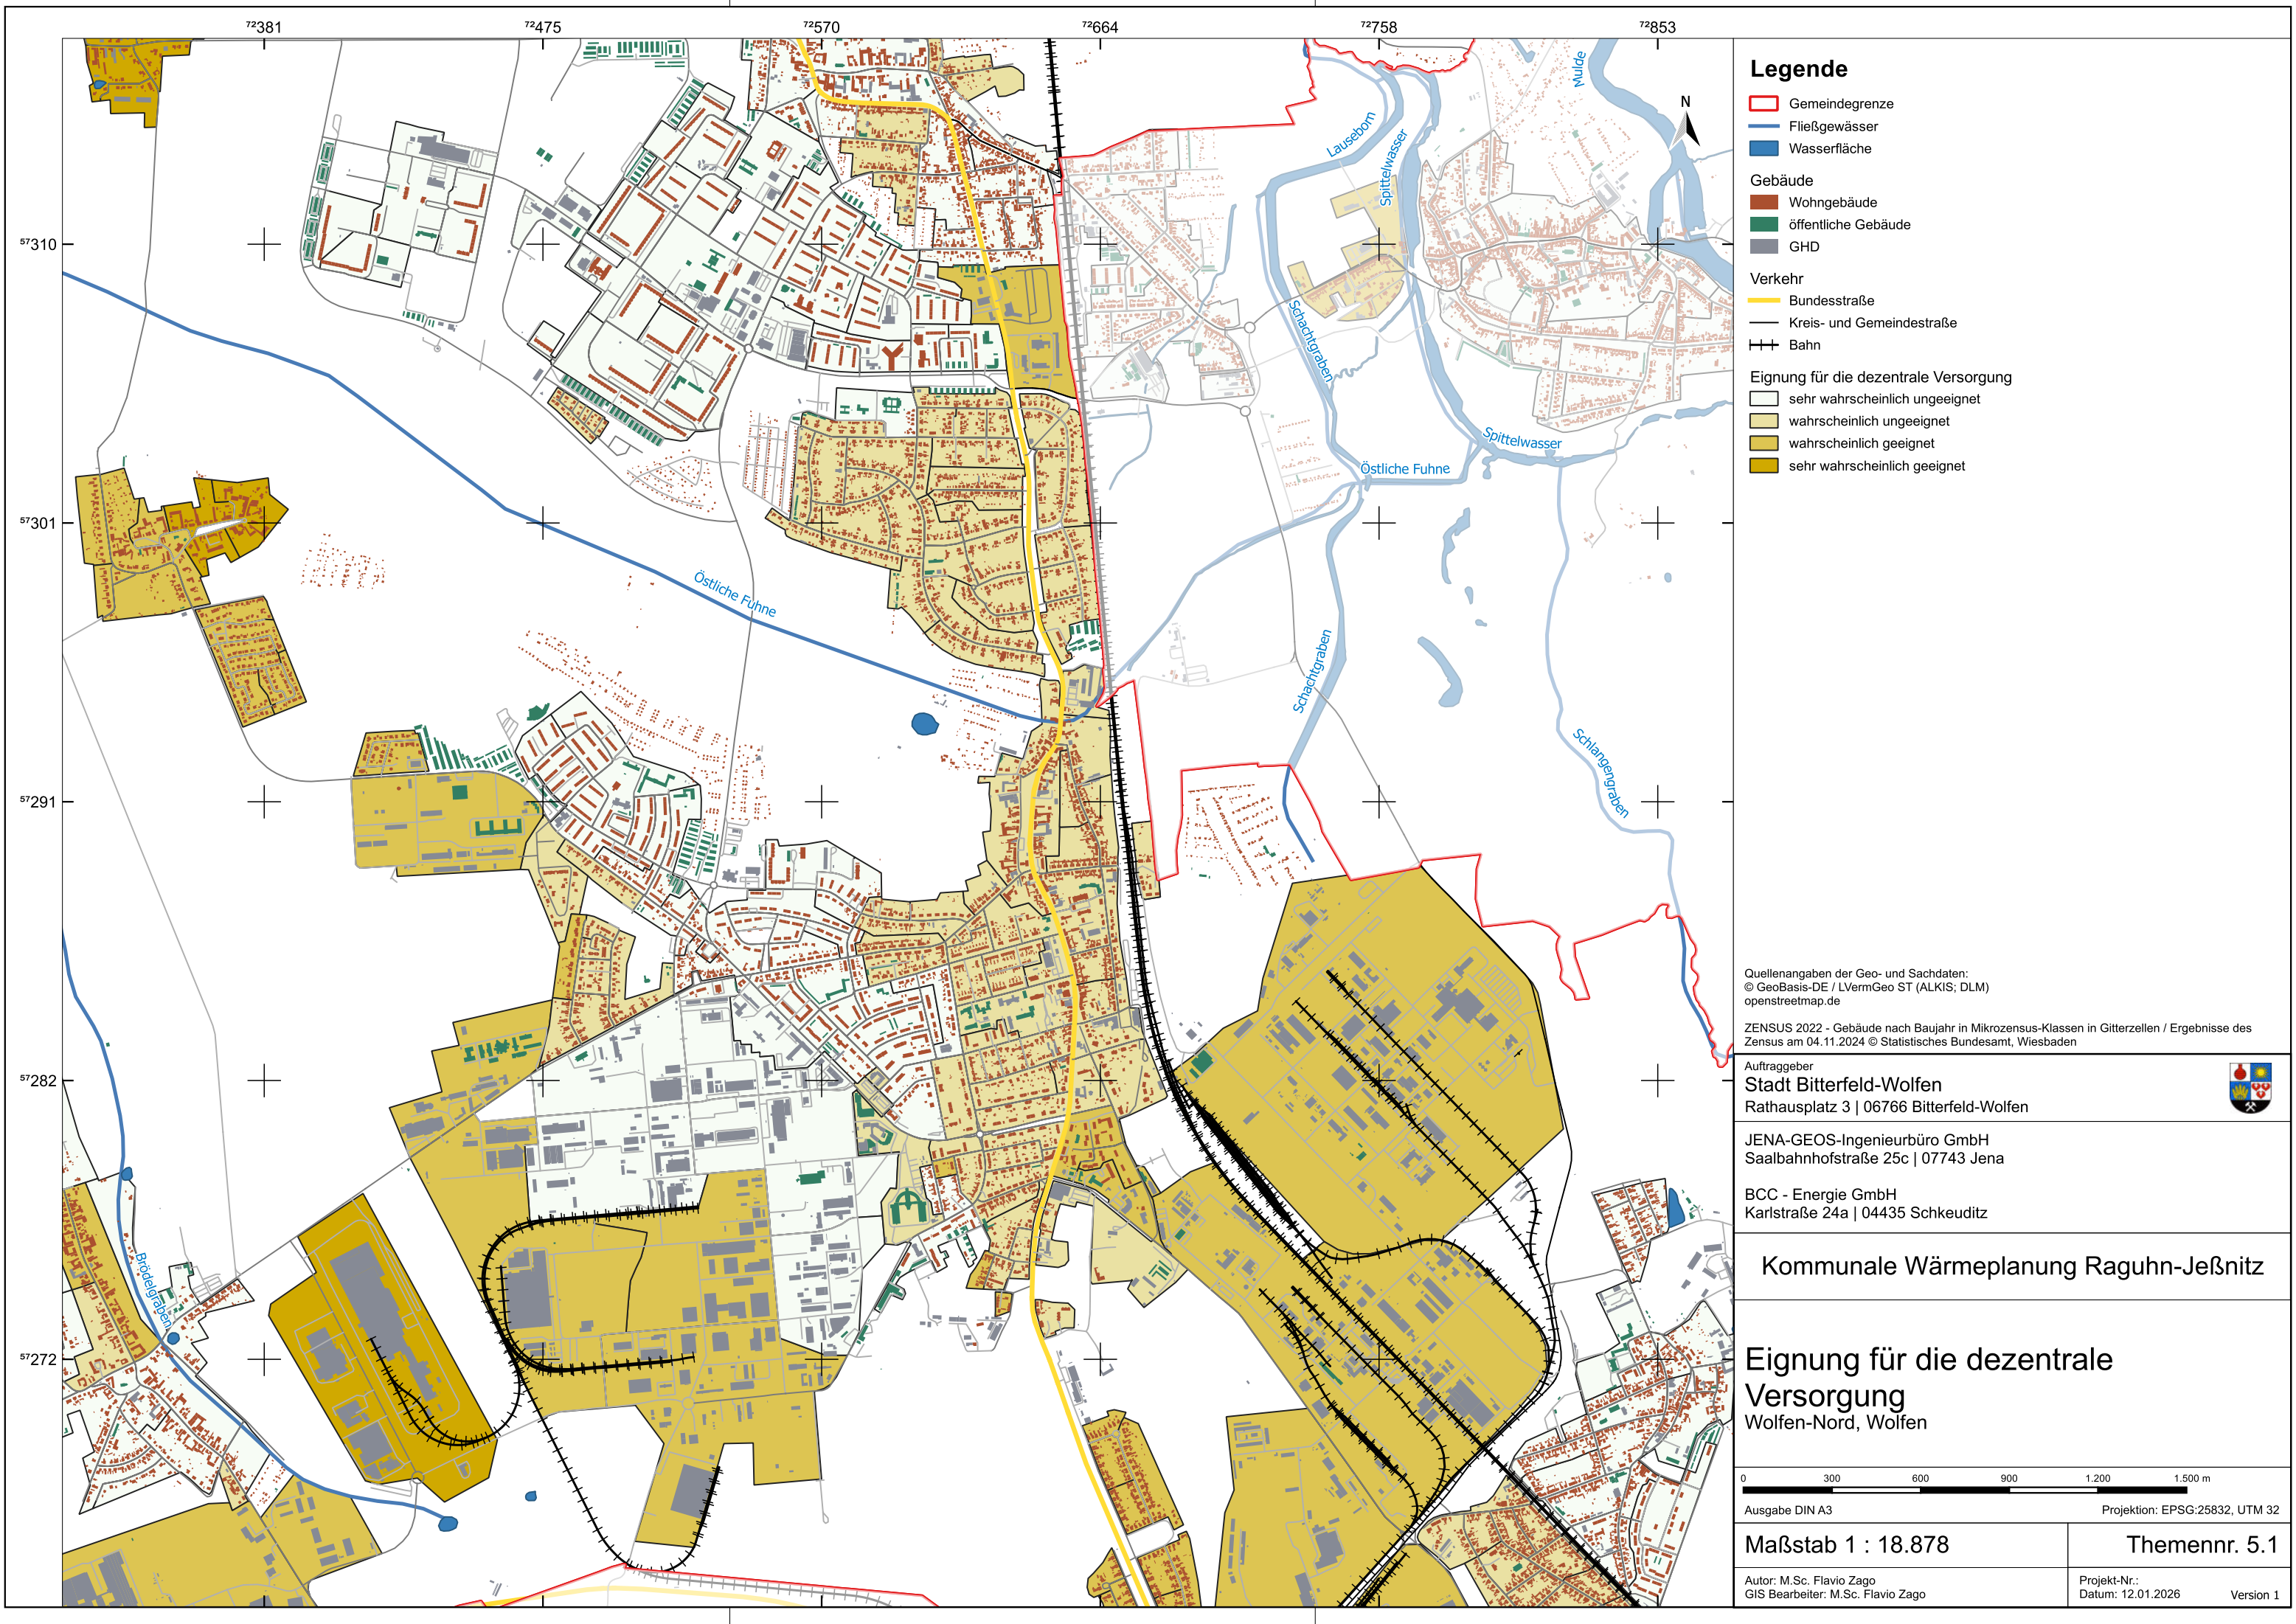 ⁷²381
⁷²475
⁷²570
⁷²664
⁷²758
⁷²853
⁵⁷310
⁵⁷301
⁵⁷291
⁵⁷282
⁵⁷272
Mulde
Lauseborn
Spittelwasser
Schachtgraben
Spittelwasser
Östliche Fuhne
Östliche Fuhne
Schachtgraben
Schlangengraben
Brödelgraben
N
Legende
Gemeindegrenze
Fließgewässer
Wasserfläche
Gebäude
Wohngebäude
öffentliche Gebäude
GHD
Verkehr
Bundesstraße
Kreis- und Gemeindestraße
Bahn
Eignung für die dezentrale Versorgung
sehr wahrscheinlich ungeeignet
wahrscheinlich ungeeignet
wahrscheinlich geeignet
sehr wahrscheinlich geeignet
Quellenangaben der Geo- und Sachdaten:
© GeoBasis-DE / LVermGeo ST (ALKIS; DLM)
openstreetmap.de
ZENSUS 2022 - Gebäude nach Baujahr in Mikrozensus-Klassen in Gitterzellen / Ergebnisse des
Zensus am 04.11.2024 © Statistisches Bundesamt, Wiesbaden
Auftraggeber
Stadt Bitterfeld-Wolfen
Rathausplatz 3 | 06766 Bitterfeld-Wolfen
JENA-GEOS-Ingenieurbüro GmbH
Saalbahnhofstraße 25c | 07743 Jena
BCC - Energie GmbH
Karlstraße 24a | 04435 Schkeuditz
Kommunale Wärmeplanung Raguhn-Jeßnitz
Eignung für die dezentrale
Versorgung
Wolfen-Nord, Wolfen
0 300 600 900 1.200 1.500 m
Ausgabe DIN A3 Projektion: EPSG:25832, UTM 32
Maßstab 1 : 18.878 Themennr. 5.1
Autor: M.Sc. Flavio Zago Projekt-Nr.:
GIS Bearbeiter: M.Sc. Flavio Zago Datum: 12.01.2026 Version 1